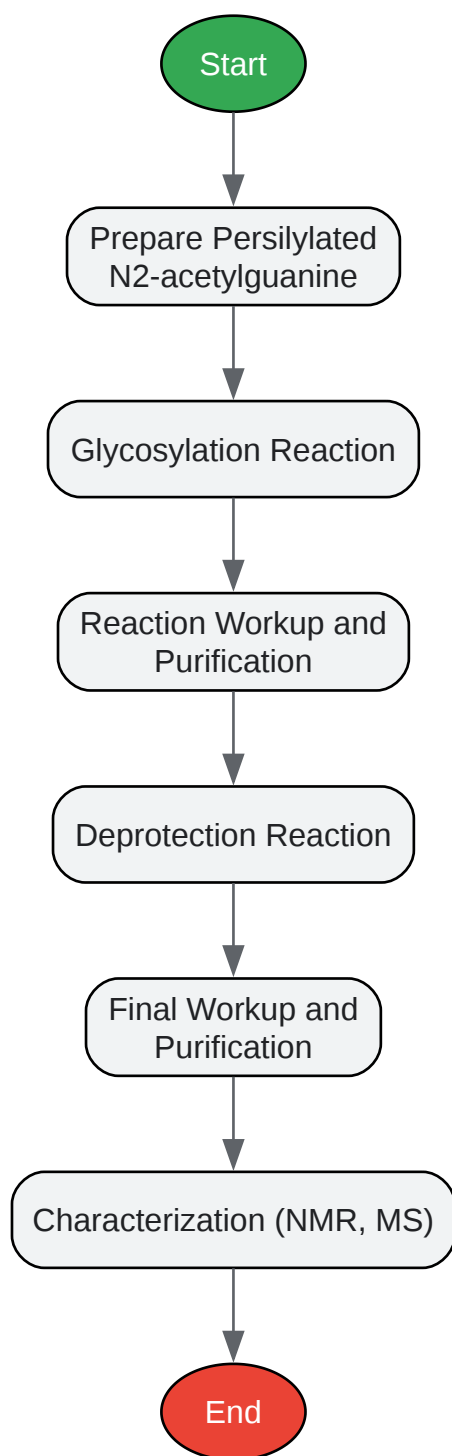 Start
Prepare Persilylated
N2-acetylguanine
Glycosylation Reaction
Reaction Workup and
Purification
Deprotection Reaction
Final Workup and
Purification
Characterization (NMR, MS)
End